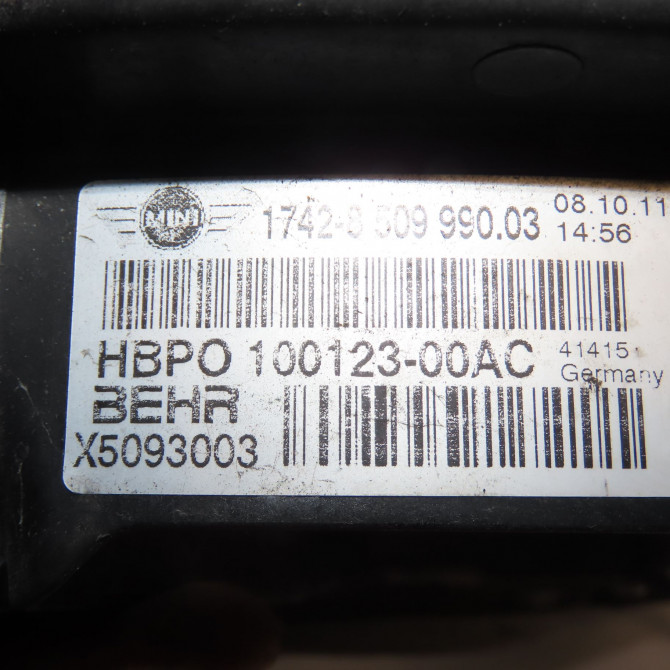 MINI 1742-8 509 990.03 08.10.11
14:56
HBPO 100123-00AC 41415
Germany
BEHR
X5093003